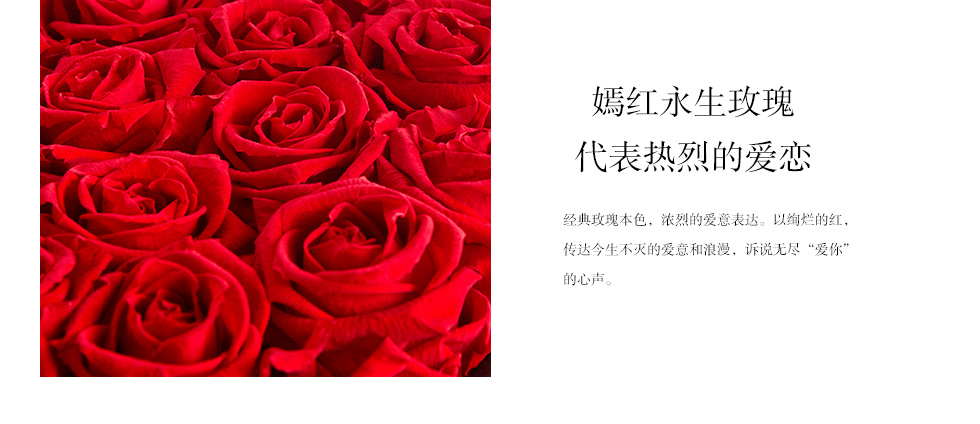 嫣红永生玫瑰
代表热烈的爱恋
经典玫瑰本色，浓烈的爱意表达。以绚烂的红，
传达今生不灭的爱意和浪漫，诉说无尽“爱你”
的心声。